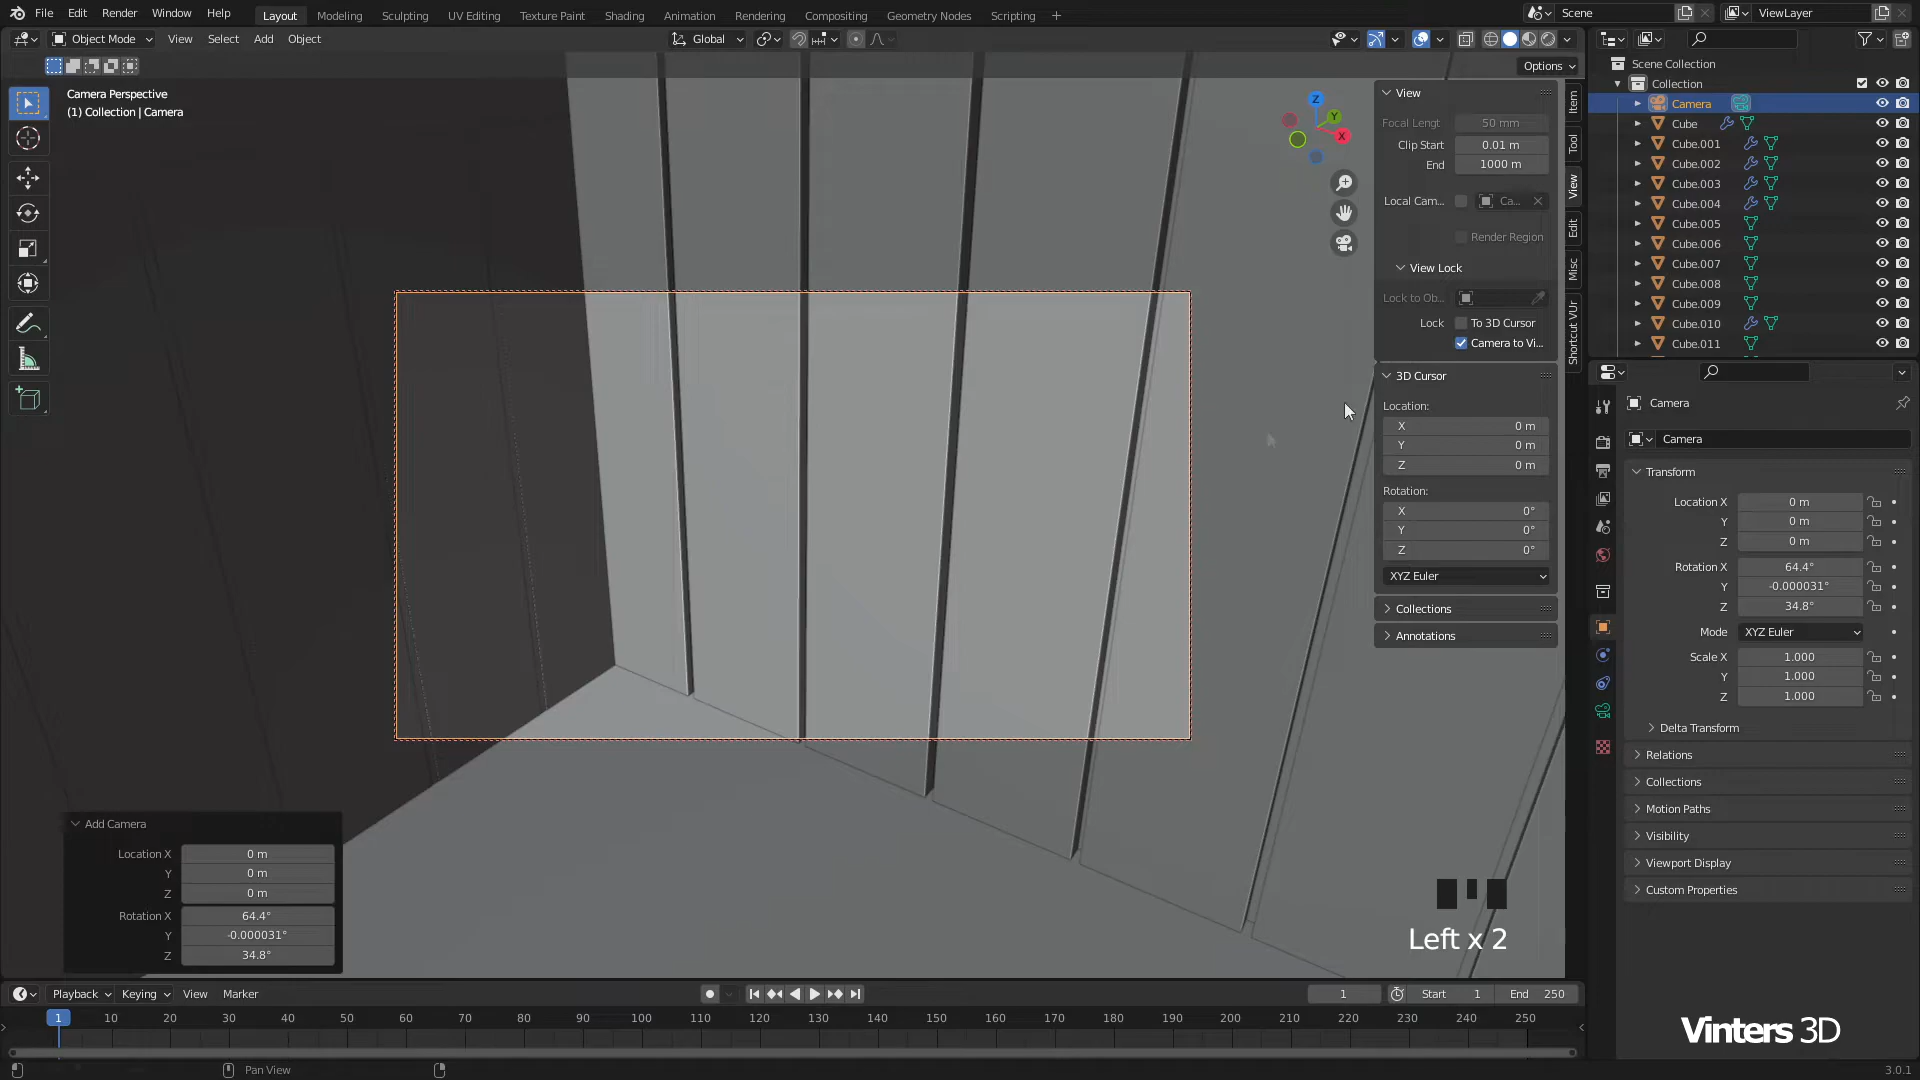 File Edit Render Window Help Layout Modeling Sculpting UV Editing Texture Paint Shading Animation Rendering Compositing Geometry Nodes Scripting + Scene ViewLayer
Object Mode View Select Add Object Global
Options
Camera Perspective
(1) Collection | Camera
View
Focal Lengt 50 mm
Clip Start 0.01 m
End 1000 m
Local Cam... Ca...
Render Region
View Lock
Lock to Ob...
Lock To 3D Cursor
Camera to Vi...
3D Cursor
Location:
X 0 m
Y 0 m
Z 0 m
Rotation:
X 0°
Y 0°
Z 0°
XYZ Euler
Collections
Annotations
Item
Tool
View
Edit
Misc
Shortcut VUr
Z
Y
X
Scene Collection
Collection
Camera
Cube
Cube.001
Cube.002
Cube.003
Cube.004
Cube.005
Cube.006
Cube.007
Cube.008
Cube.009
Cube.010
Cube.011
Camera
Camera
Transform
Location X 0 m
Y 0 m
Z 0 m
Rotation X 64.4°
Y -0.000031°
Z 34.8°
Mode XYZ Euler
Scale X 1.000
Y 1.000
Z 1.000
Delta Transform
Relations
Collections
Motion Paths
Visibility
Viewport Display
Custom Properties
Add Camera
Location X 0 m
Y 0 m
Z 0 m
Rotation X 64.4°
Y -0.000031°
Z 34.8°
Left x 2
Playback Keying View Marker 1 Start 1 End 250
1 10 20 30 40 50 60 70 80 90 100 110 120 130 140 150 160 170 180 190 200 210 220 230 240 250
Vinters 3D
Pan View
3.0.1